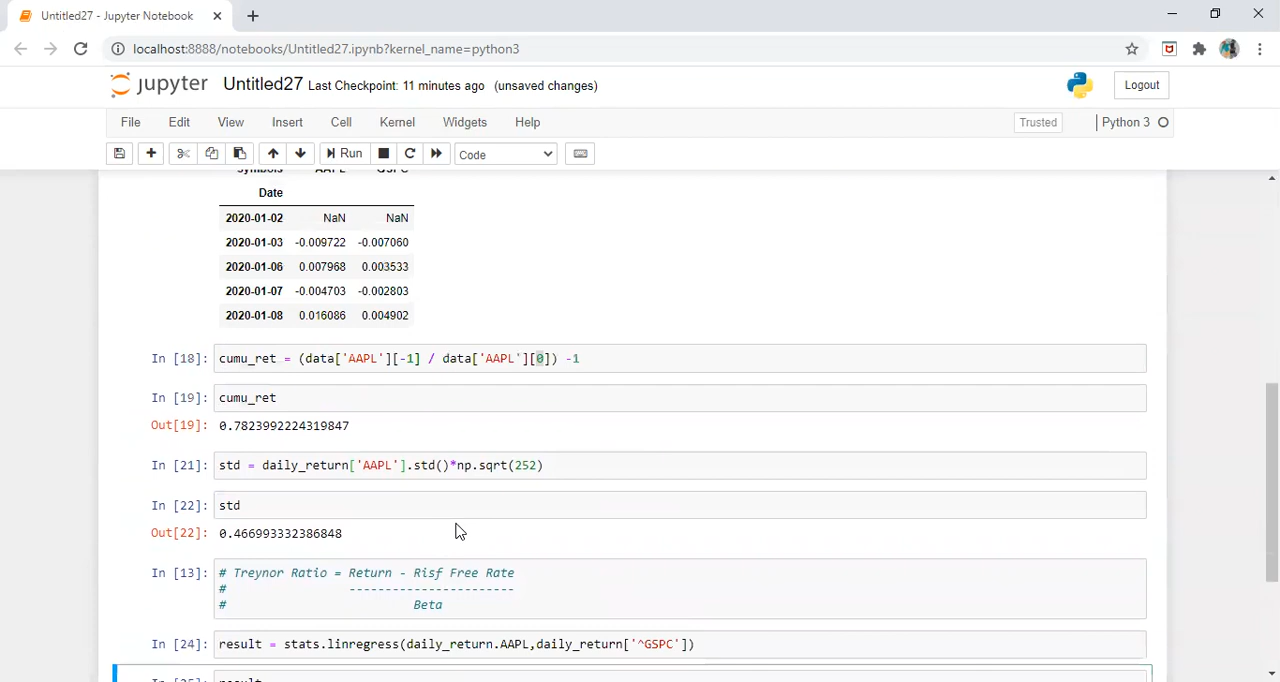 Untitled27 - Jupyter Notebook
localhost:8888/notebooks/Untitled27.ipynb?kernel_name=python3
jupyter Untitled27 Last Checkpoint: 11 minutes ago (unsaved changes) Logout
File Edit View Insert Cell Kernel Widgets Help Trusted Python 3
Run Code
Date
2020-01-02 NaN NaN
2020-01-03 -0.009722 -0.007060
2020-01-06 0.007968 0.003533
2020-01-07 -0.004703 -0.002803
2020-01-08 0.016086 0.004902
In [18]: cumu_ret = (data['AAPL'][-1] / data['AAPL'][0]) -1
In [19]: cumu_ret
Out[19]: 0.7823992224319847
In [21]: std = daily_return['AAPL'].std()*np.sqrt(252)
In [22]: std
Out[22]: 0.466993332386848
In [13]: # Treynor Ratio = Return - Risf Free Rate
# -----------------------
# Beta
In [24]: result = stats.linregress(daily_return.AAPL,daily_return['^GSPC'])